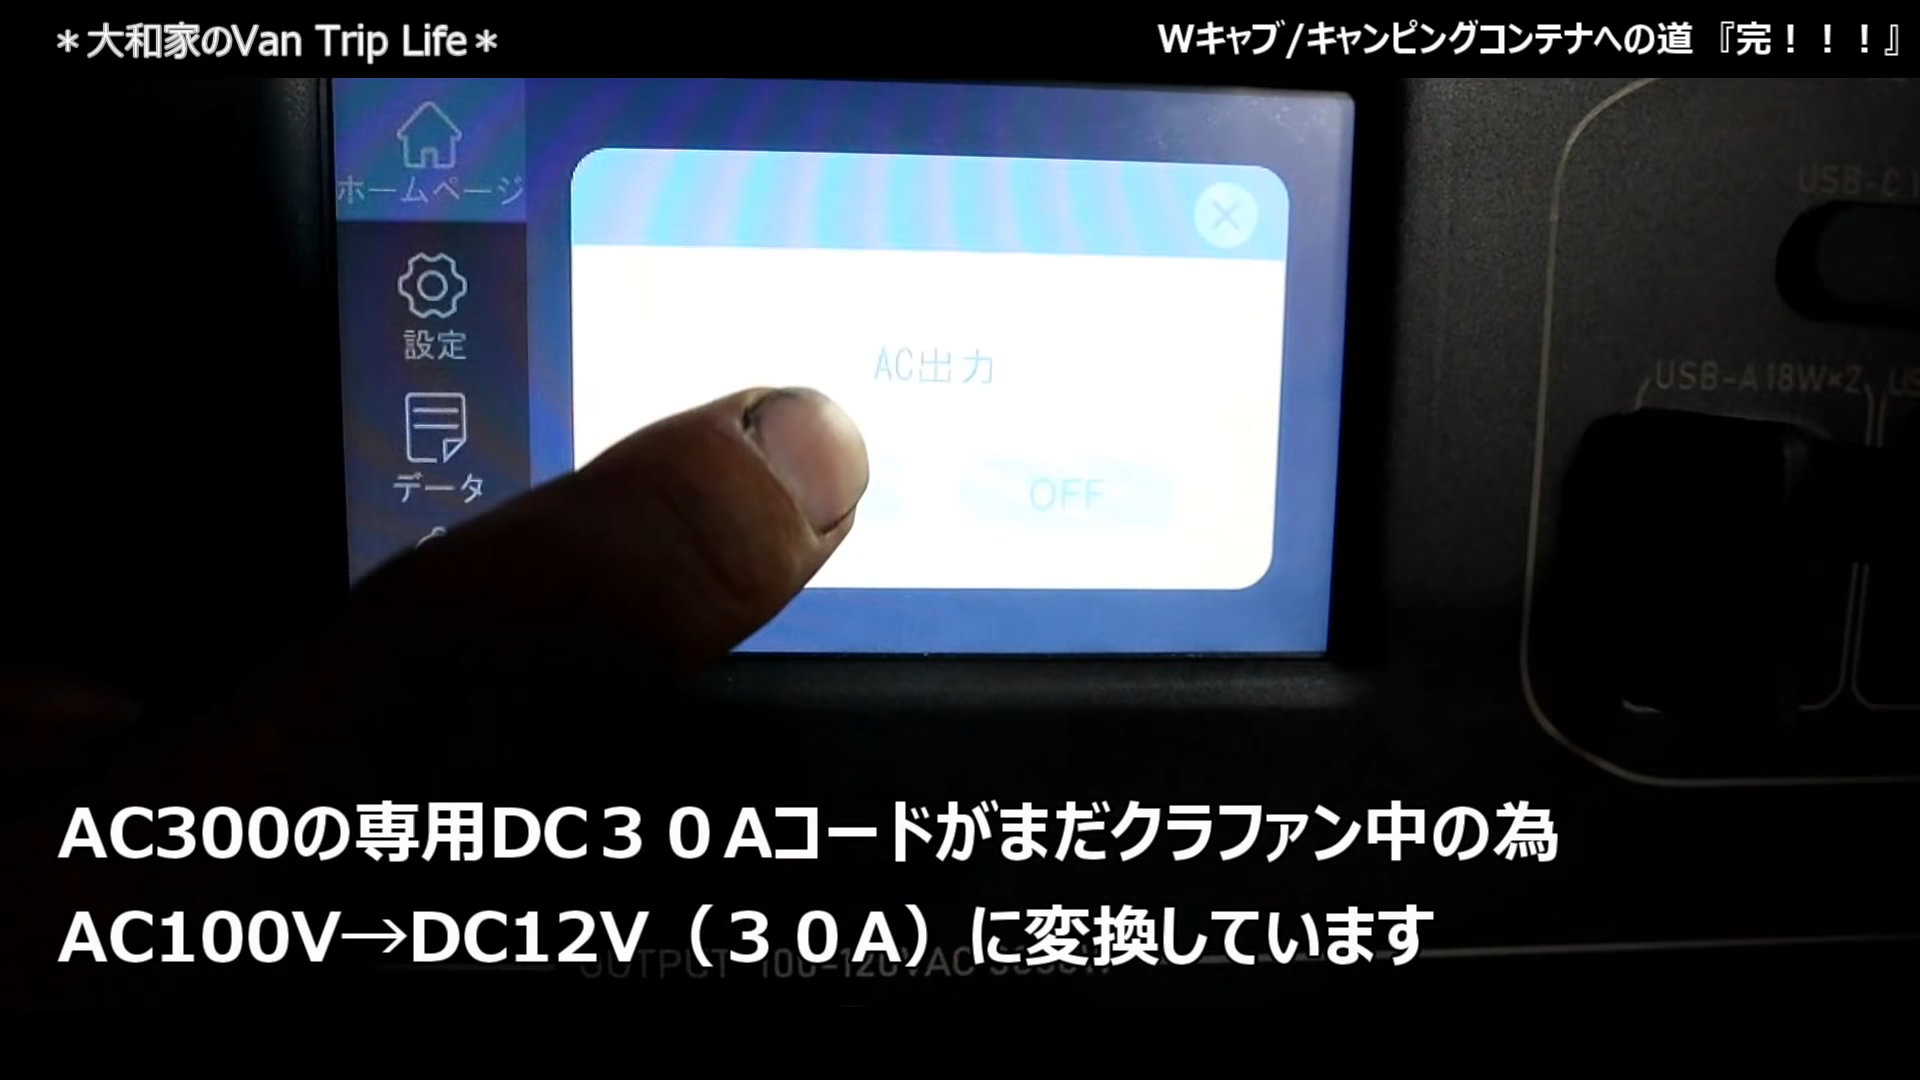 ＊大和家のVan Trip Life＊
Wキャブ/キャンピングコンテナへの道『完！！！』
ホームページ
設定
データ
AC出力
OFF
USB-C
USB-A 18W×2
AC300の専用DC３０Aコードがまだクラファン中の為
AC100V→DC12V（３０A）に変換しています
OUTPUT 100-120VAC